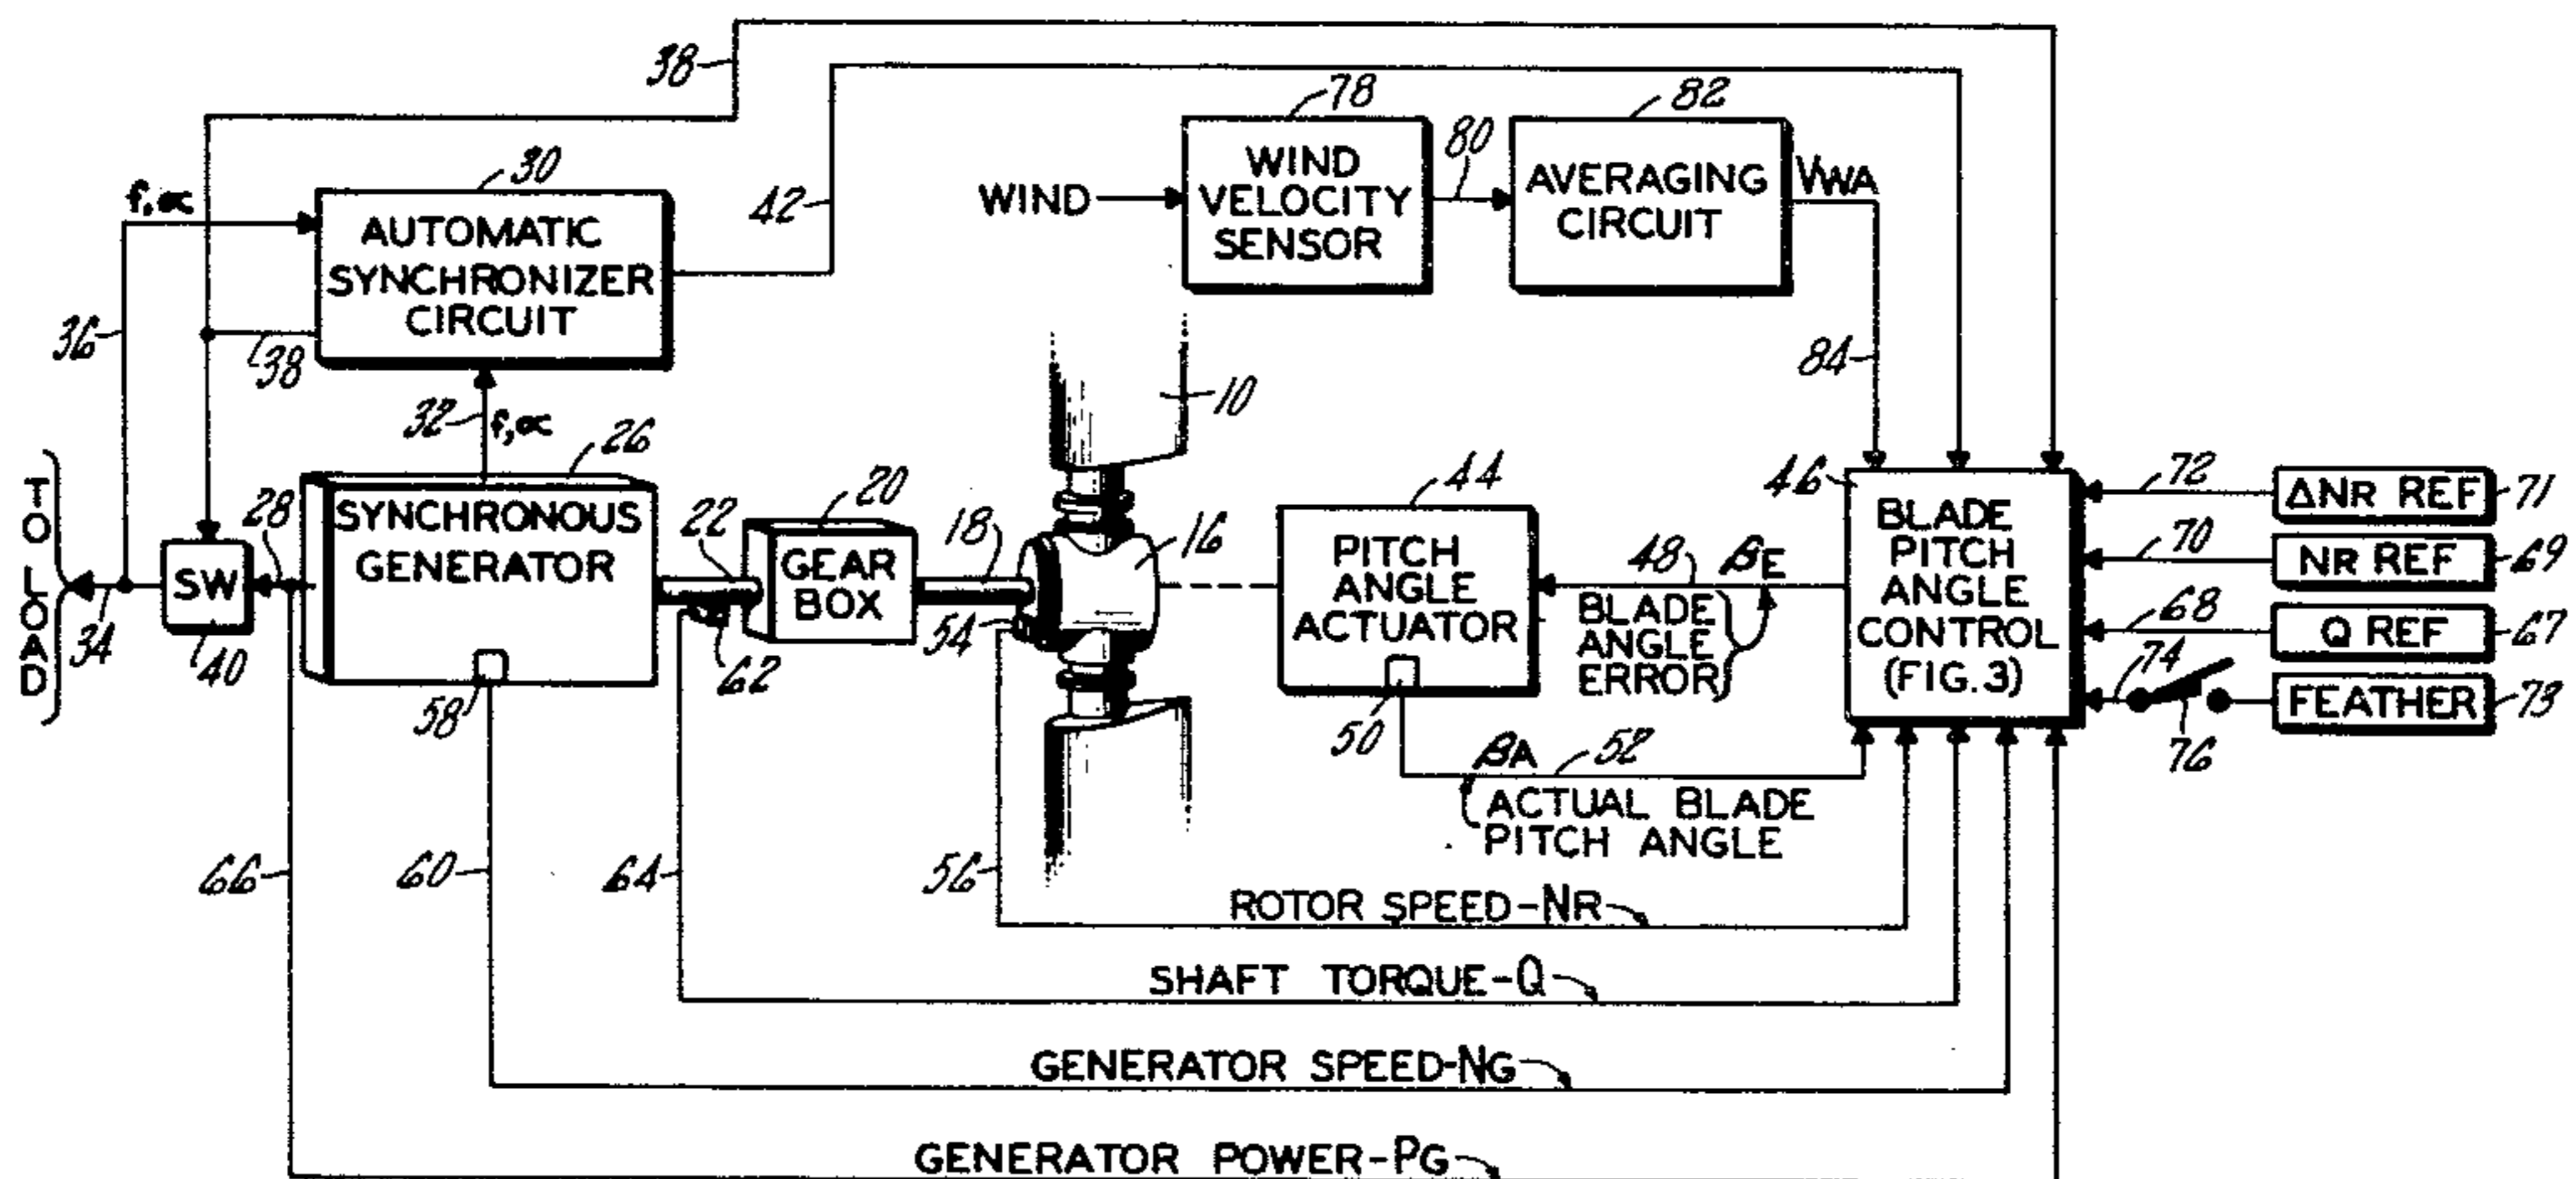 38
78
82
30
42
WIND
WIND
VELOCITY
SENSOR
80
AVERAGING
CIRCUIT
VWA
f,∝
AUTOMATIC
SYNCHRONIZER
CIRCUIT
36
38
84
10
32
f,∝
26
TO LOAD
28
SYNCHRONOUS
GENERATOR
22
20
18
16
44
46
72
ΔNR REF
71
SW
GEAR
BOX
PITCH
ANGLE
ACTUATOR
48
βE
BLADE
ANGLE
ERROR
BLADE
PITCH
ANGLE
CONTROL
(FIG. 3)
70
NR REF
69
34
40
62
54
68
Q REF
67
58
50
74
76
FEATHER
73
βA
52
ACTUAL BLADE
PITCH ANGLE
66
60
64
56
ROTOR SPEED-NR
SHAFT TORQUE-Q
GENERATOR SPEED-NG
GENERATOR POWER-PG